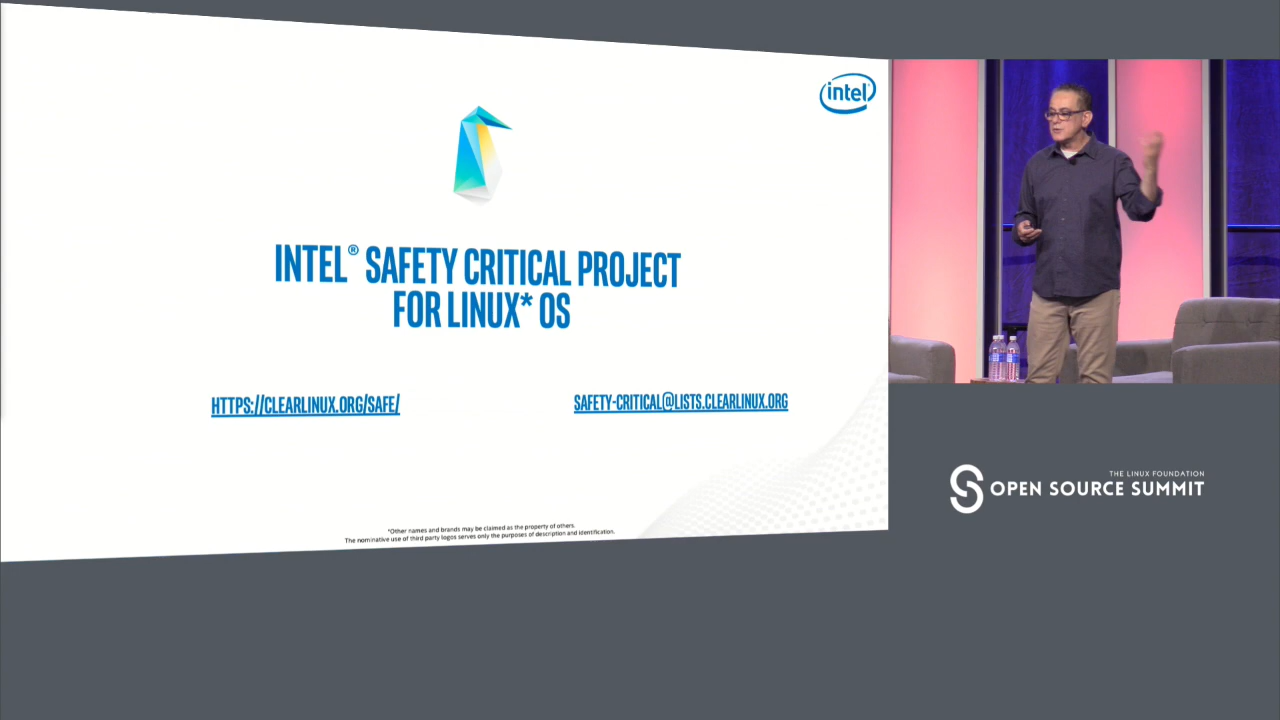 intel
INTEL® SAFETY CRITICAL PROJECT
FOR LINUX* OS
HTTPS://CLEARLINUX.ORG/SAFE/
SAFETY-CRITICAL@LISTS.CLEARLINUX.ORG
*Other names and brands may be claimed as the property of others.
The nominative use of third party logos serves only the purposes of description and identification.
THE LINUX FOUNDATION
OPEN SOURCE SUMMIT